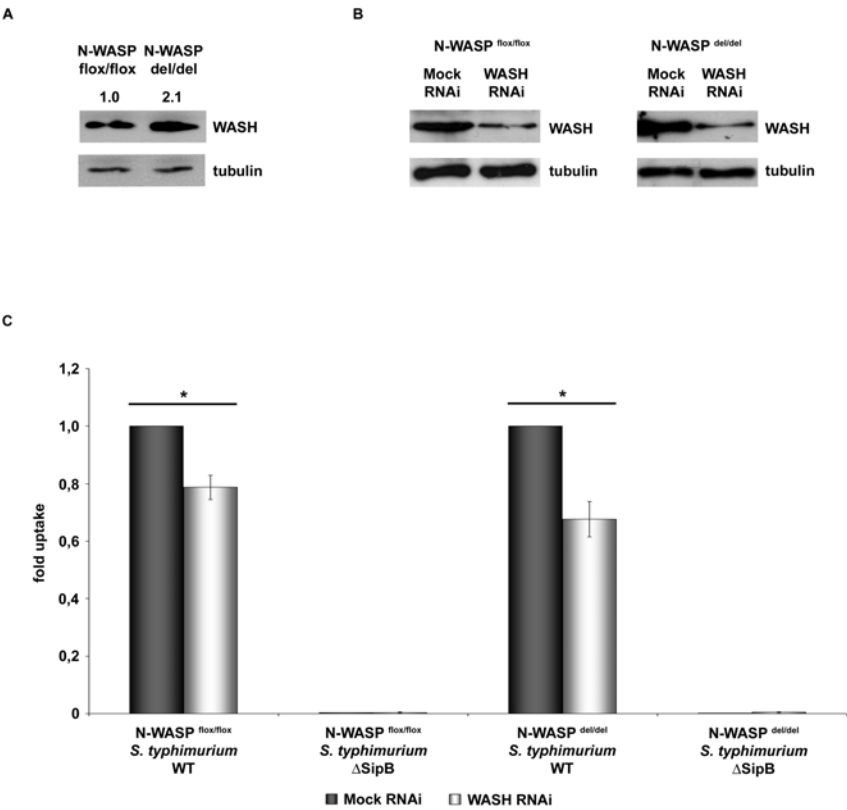 A
N-WASP N-WASP
flox/flox del/del
1.0 2.1
WASH
tubulin
B
N-WASP flox/flox
Mock WASH
RNAi RNAi
WASH
tubulin
N-WASP del/del
Mock WASH
RNAi RNAi
WASH
tubulin
C
fold uptake
1,2
1,0
0,8
0,6
0,4
0,2
0
*
*
N-WASP flox/flox
S. typhimurium
WT
N-WASP flox/flox
S. typhimurium
ΔSipB
N-WASP del/del
S. typhimurium
WT
N-WASP del/del
S. typhimurium
ΔSipB
Mock RNAi WASH RNAi